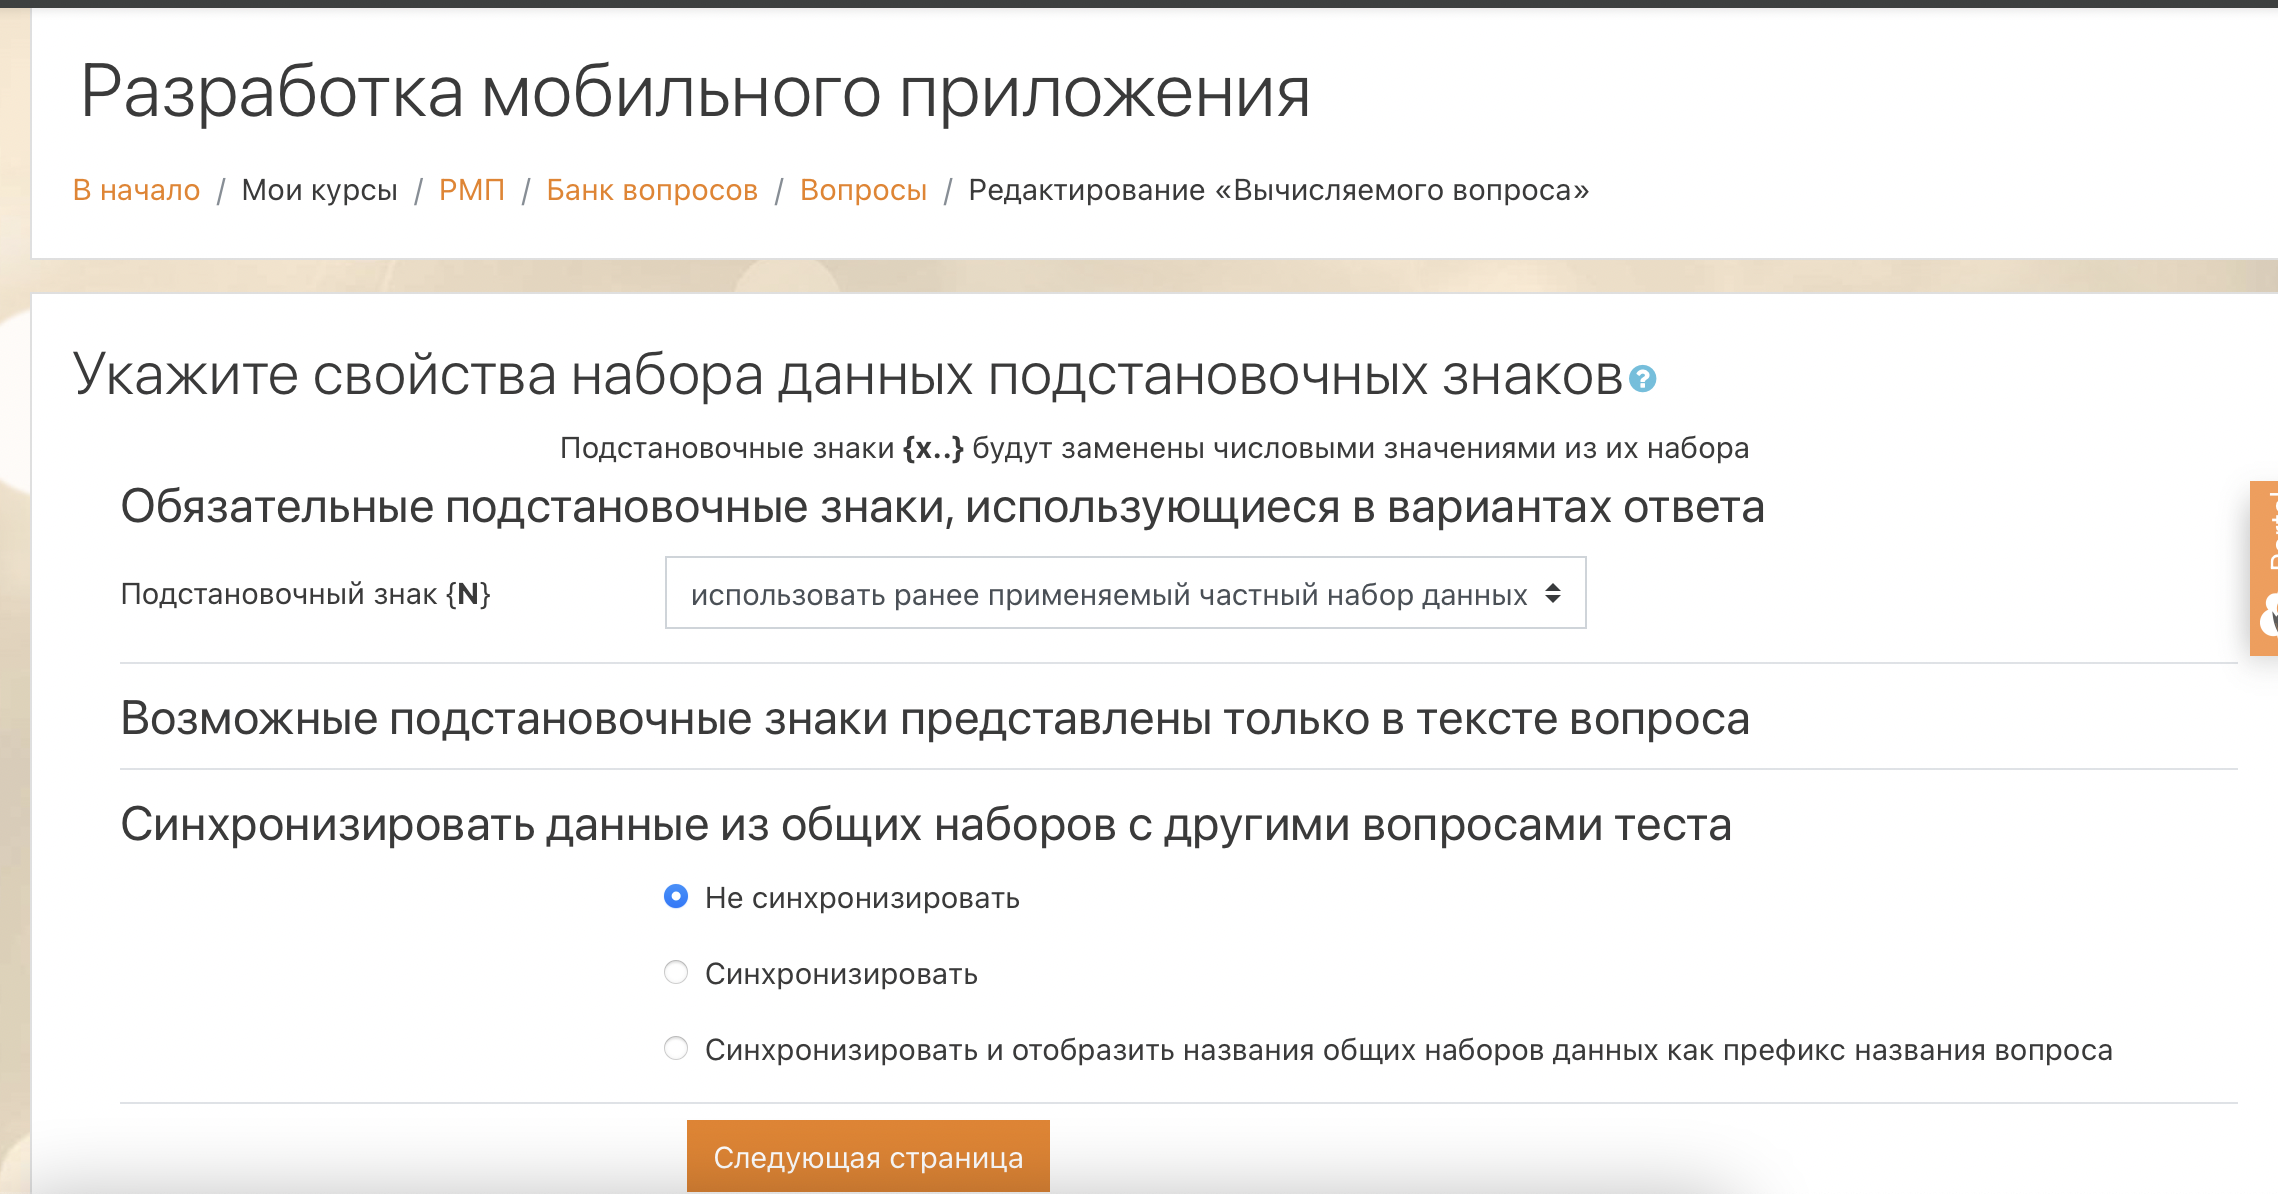 Разработка мобильного приложения
В начало / Мои курсы / РМП / Банк вопросов / Вопросы / Редактирование «Вычисляемого вопроса»
Укажите свойства набора данных подстановочных знаков
Подстановочные знаки {x..} будут заменены числовыми значениями из их набора
Обязательные подстановочные знаки, использующиеся в вариантах ответа
Подстановочный знак {N} использовать ранее применяемый частный набор данных
Возможные подстановочные знаки представлены только в тексте вопроса
Синхронизировать данные из общих наборов с другими вопросами теста
Не синхронизировать
Синхронизировать
Синхронизировать и отобразить названия общих наборов данных как префикс названия вопроса
Следующая страница